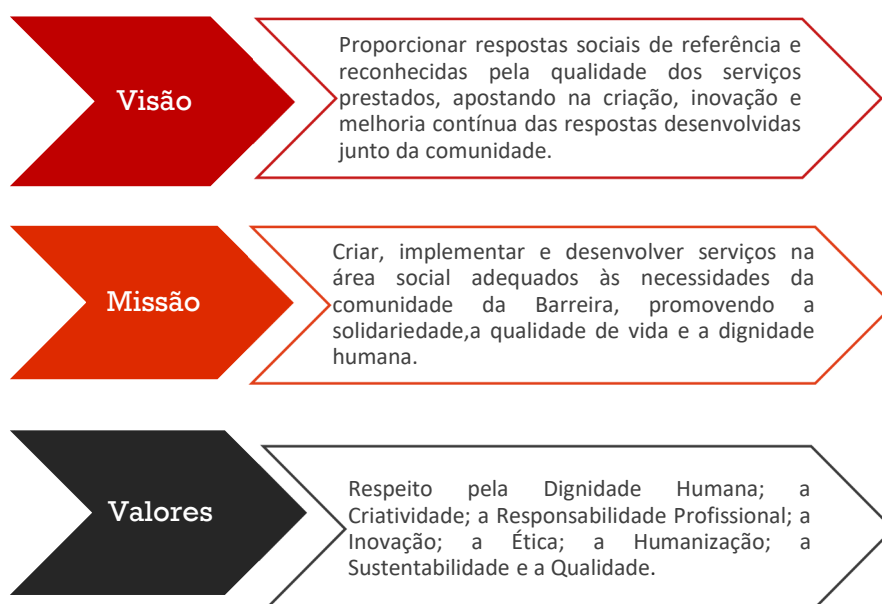 Visão
Proporcionar respostas sociais de referência e
reconhecidas pela qualidade dos serviços
prestados, apostando na criação, inovação e
melhoria contínua das respostas desenvolvidas
junto da comunidade.
Missão
Criar, implementar e desenvolver serviços na
área social adequados às necessidades da
comunidade da Barreira, promovendo a
solidariedade,a qualidade de vida e a dignidade
humana.
Valores
Respeito pela Dignidade Humana; a
Criatividade; a Responsabilidade Profissional; a
Inovação; a Ética; a Humanização; a
Sustentabilidade e a Qualidade.